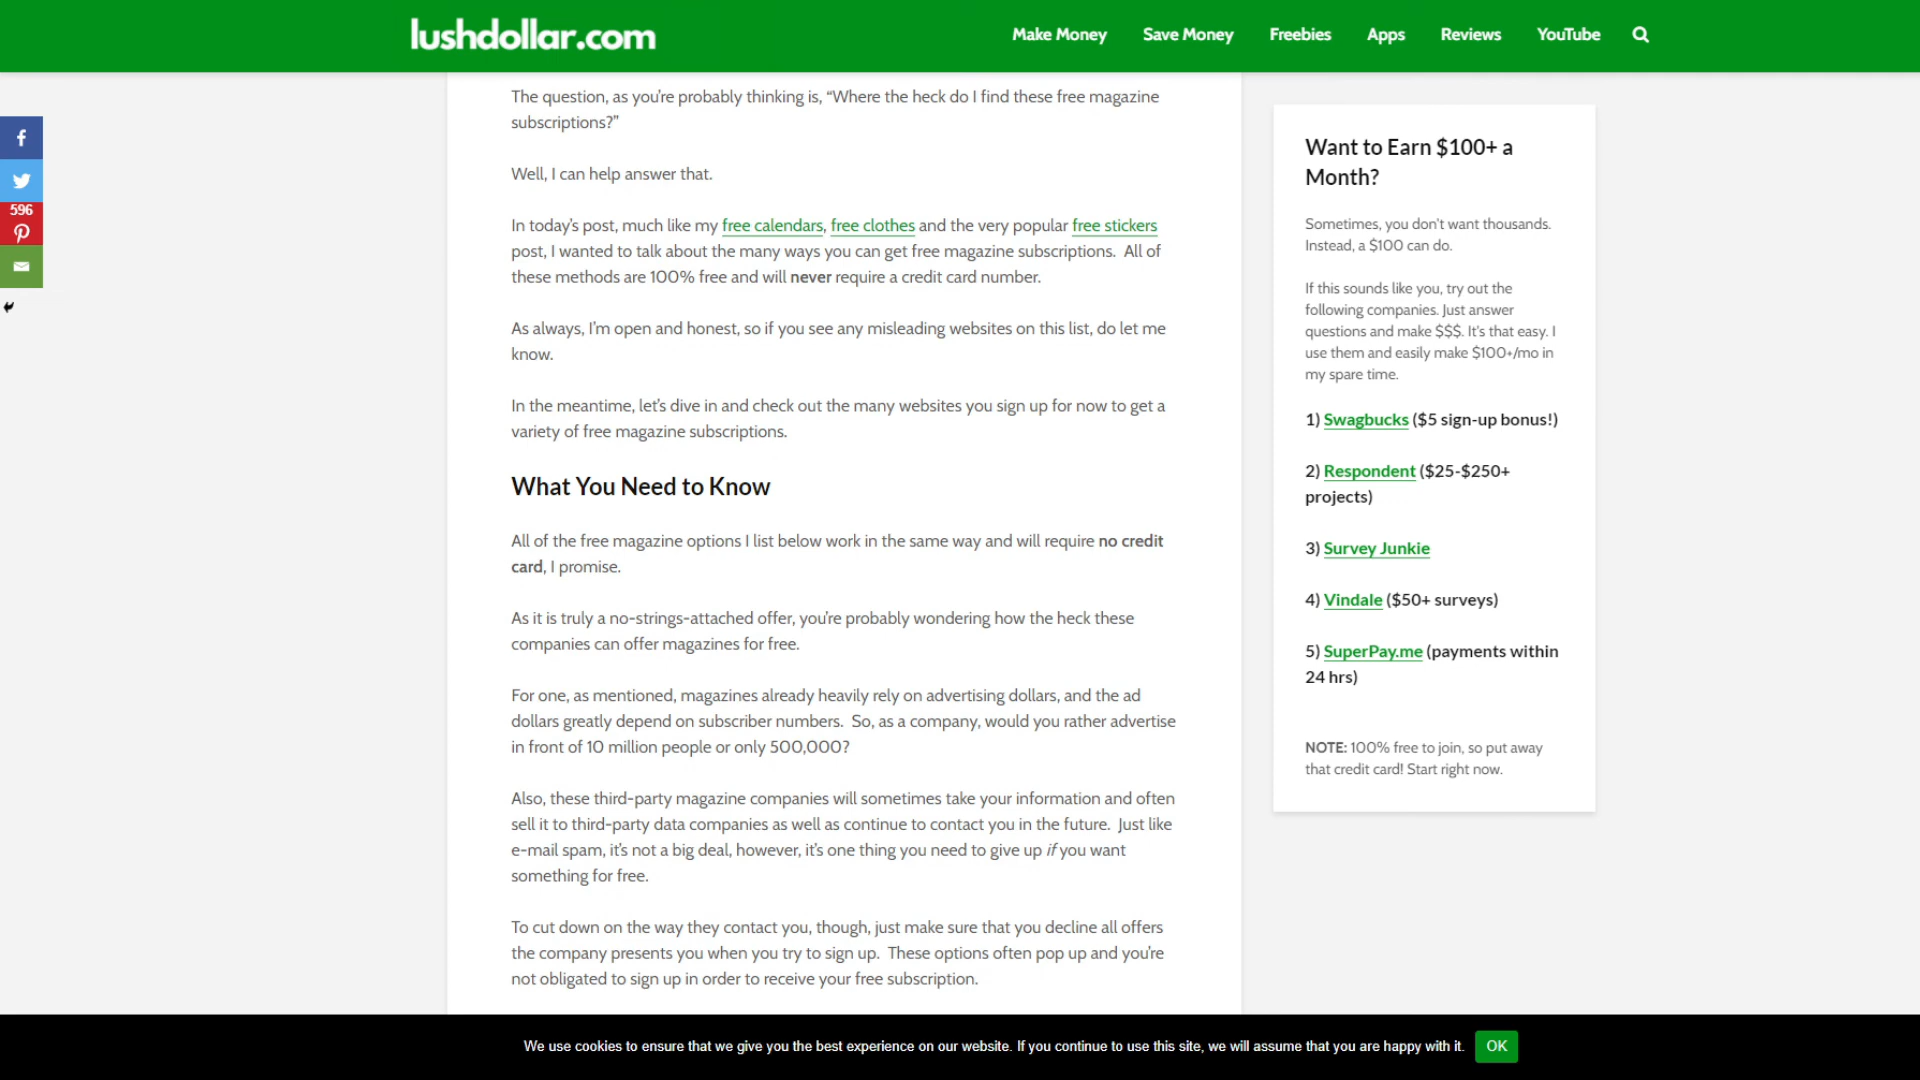 lushdollar.com
Make Money
Save Money
Freebies
Apps
Reviews
YouTube
596
The question, as you're probably thinking is, “Where the heck do I find these free magazine
subscriptions?”
Well, I can help answer that.
In today's post, much like my free calendars, free clothes and the very popular free stickers
post, I wanted to talk about the many ways you can get free magazine subscriptions. All of
these methods are 100% free and will never require a credit card number.
As always, I'm open and honest, so if you see any misleading websites on this list, do let me
know.
In the meantime, let's dive in and check out the many websites you sign up for now to get a
variety of free magazine subscriptions.
What You Need to Know
All of the free magazine options I list below work in the same way and will require no credit
card, I promise.
As it is truly a no-strings-attached offer, you're probably wondering how the heck these
companies can offer magazines for free.
For one, as mentioned, magazines already heavily rely on advertising dollars, and the ad
dollars greatly depend on subscriber numbers. So, as a company, would you rather advertise
in front of 10 million people or only 500,000?
Also, these third-party magazine companies will sometimes take your information and often
sell it to third-party data companies as well as continue to contact you in the future. Just like
e-mail spam, it's not a big deal, however, it's one thing you need to give up if you want
something for free.
To cut down on the way they contact you, though, just make sure that you decline all offers
the company presents you when you try to sign up. These options often pop up and you're
not obligated to sign up in order to receive your free subscription.
Want to Earn $100+ a
Month?
Sometimes, you don't want thousands.
Instead, a $100 can do.
If this sounds like you, try out the
following companies. Just answer
questions and make $$$. It's that easy. I
use them and easily make $100+/mo in
my spare time.
1) Swagbucks ($5 sign-up bonus!)
2) Respondent ($25-$250+
projects)
3) Survey Junkie
4) Vindale ($50+ surveys)
5) SuperPay.me (payments within
24 hrs)
NOTE: 100% free to join, so put away
that credit card! Start right now.
We use cookies to ensure that we give you the best experience on our website. If you continue to use this site, we will assume that you are happy with it.
OK